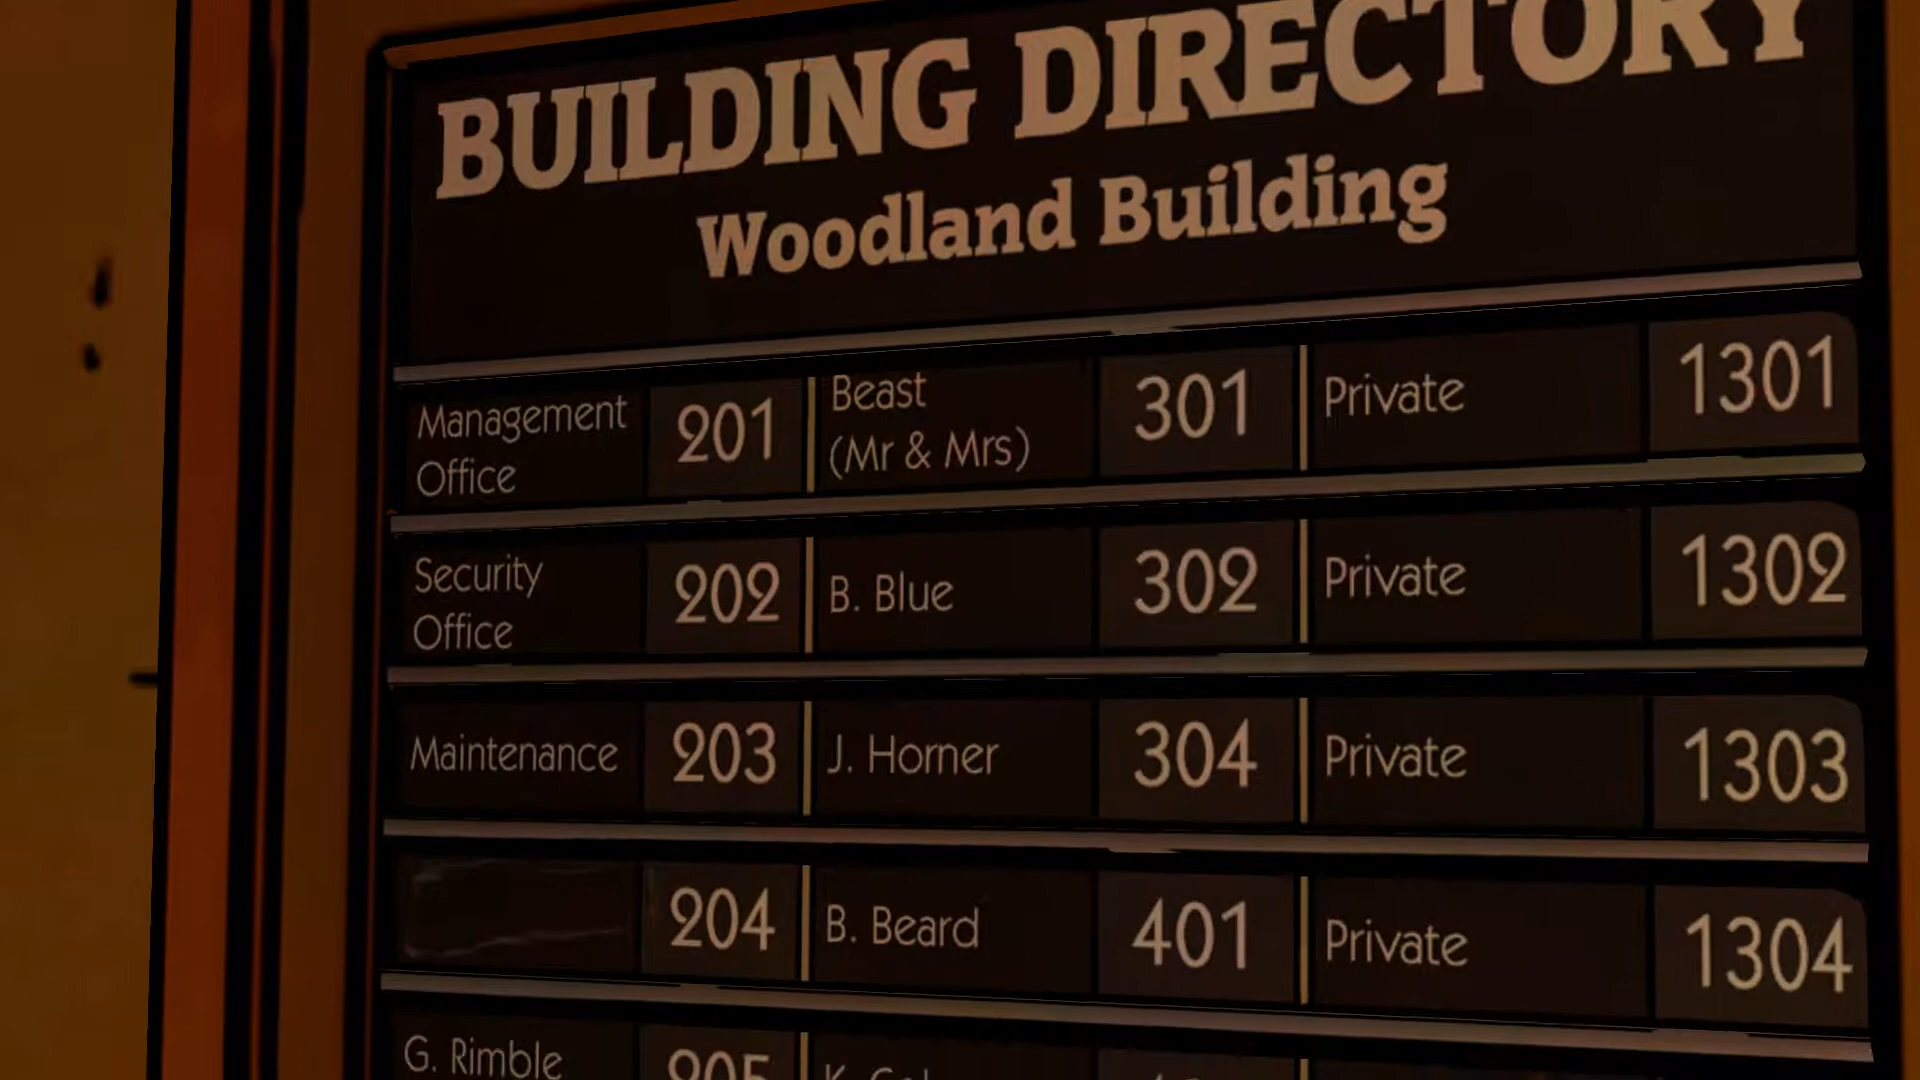 BUILDING DIRECTORY
Woodland Building
Management Office 201 Beast (Mr & Mrs) 301 Private 1301
Security Office 202 B. Blue 302 Private 1302
Maintenance 203 J. Horner 304 Private 1303
204 B. Beard 401 Private 1304
G. Rimble 205 K.